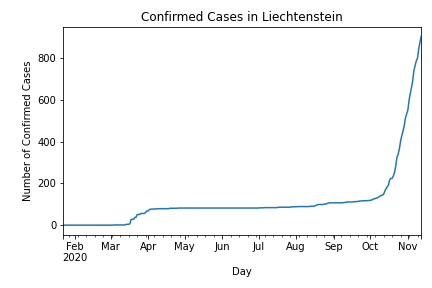 Confirmed Cases in Liechtenstein
Number of Confirmed Cases
800
600
400
200
0
Feb Mar Apr May Jun Jul Aug Sep Oct Nov
2020
Day